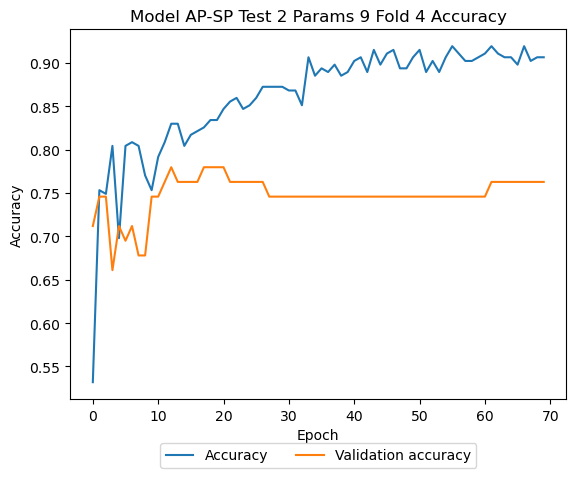 Model AP-SP Test 2 Params 9 Fold 4 Accuracy
Accuracy
0.90
0.85
0.80
0.75
0.70
0.65
0.60
0.55
0 10 20 30 40 50 60 70
Epoch
Accuracy Validation accuracy